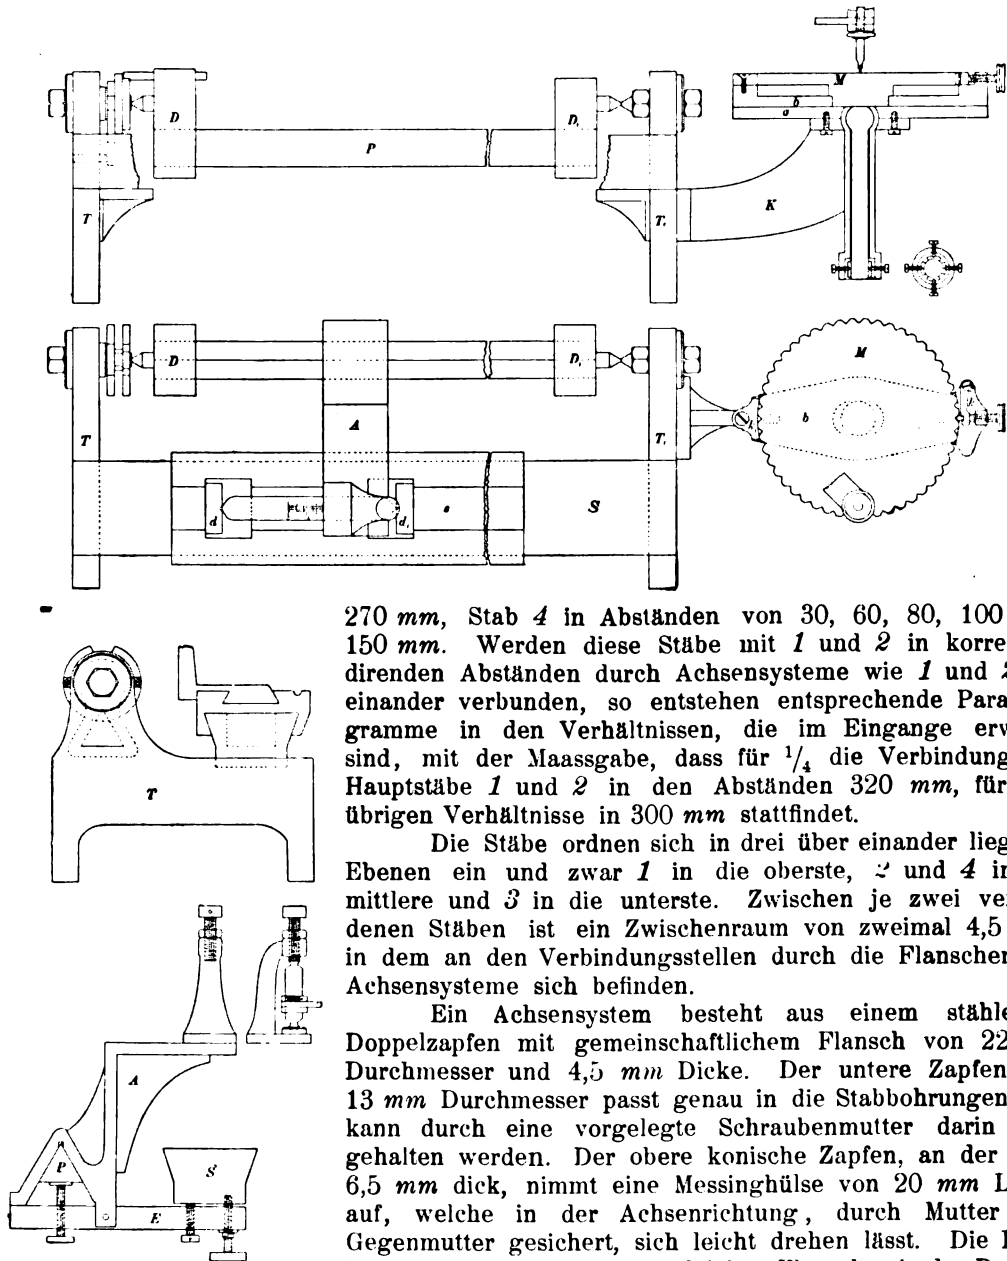 M
b
a
D
D,
P
T
T,
K
D
D,
M
A
b
T
T,
d
d,
s
S
270 mm, Stab 4 in Abständen von 30, 60, 80, 100
150 mm. Werden diese Stäbe mit 1 und 2 in korre
direnden Abständen durch Achsensysteme wie 1 und
einander verbunden, so entstehen entsprechende Para
gramme in den Verhältnissen, die im Eingange erv
sind, mit der Maassgabe, dass für 1/4 die Verbindung
Hauptstäbe 1 und 2 in den Abständen 320 mm, für
übrigen Verhältnisse in 300 mm stattfindet.
Die Stäbe ordnen sich in drei über einander lieg
Ebenen ein und zwar 1 in die oberste, 2 und 4 in
mittlere und 3 in die unterste. Zwischen je zwei ve
denen Stäben ist ein Zwischenraum von zweimal 4,5
in dem an den Verbindungsstellen durch die Flanschen
Achsensysteme sich befinden.
Ein Achsensystem besteht aus einem stähle
Doppelzapfen mit gemeinschaftlichem Flansch von 22
Durchmesser und 4,5 mm Dicke. Der untere Zapfen
13 mm Durchmesser passt genau in die Stabbohrungen
kann durch eine vorgelegte Schraubenmutter darin
gehalten werden. Der obere konische Zapfen, an der
6,5 mm dick, nimmt eine Messinghülse von 20 mm L
auf, welche in der Achsenrichtung, durch Mutter
Gegenmutter gesichert, sich leicht drehen lässt. Die
T
A
P
S
E